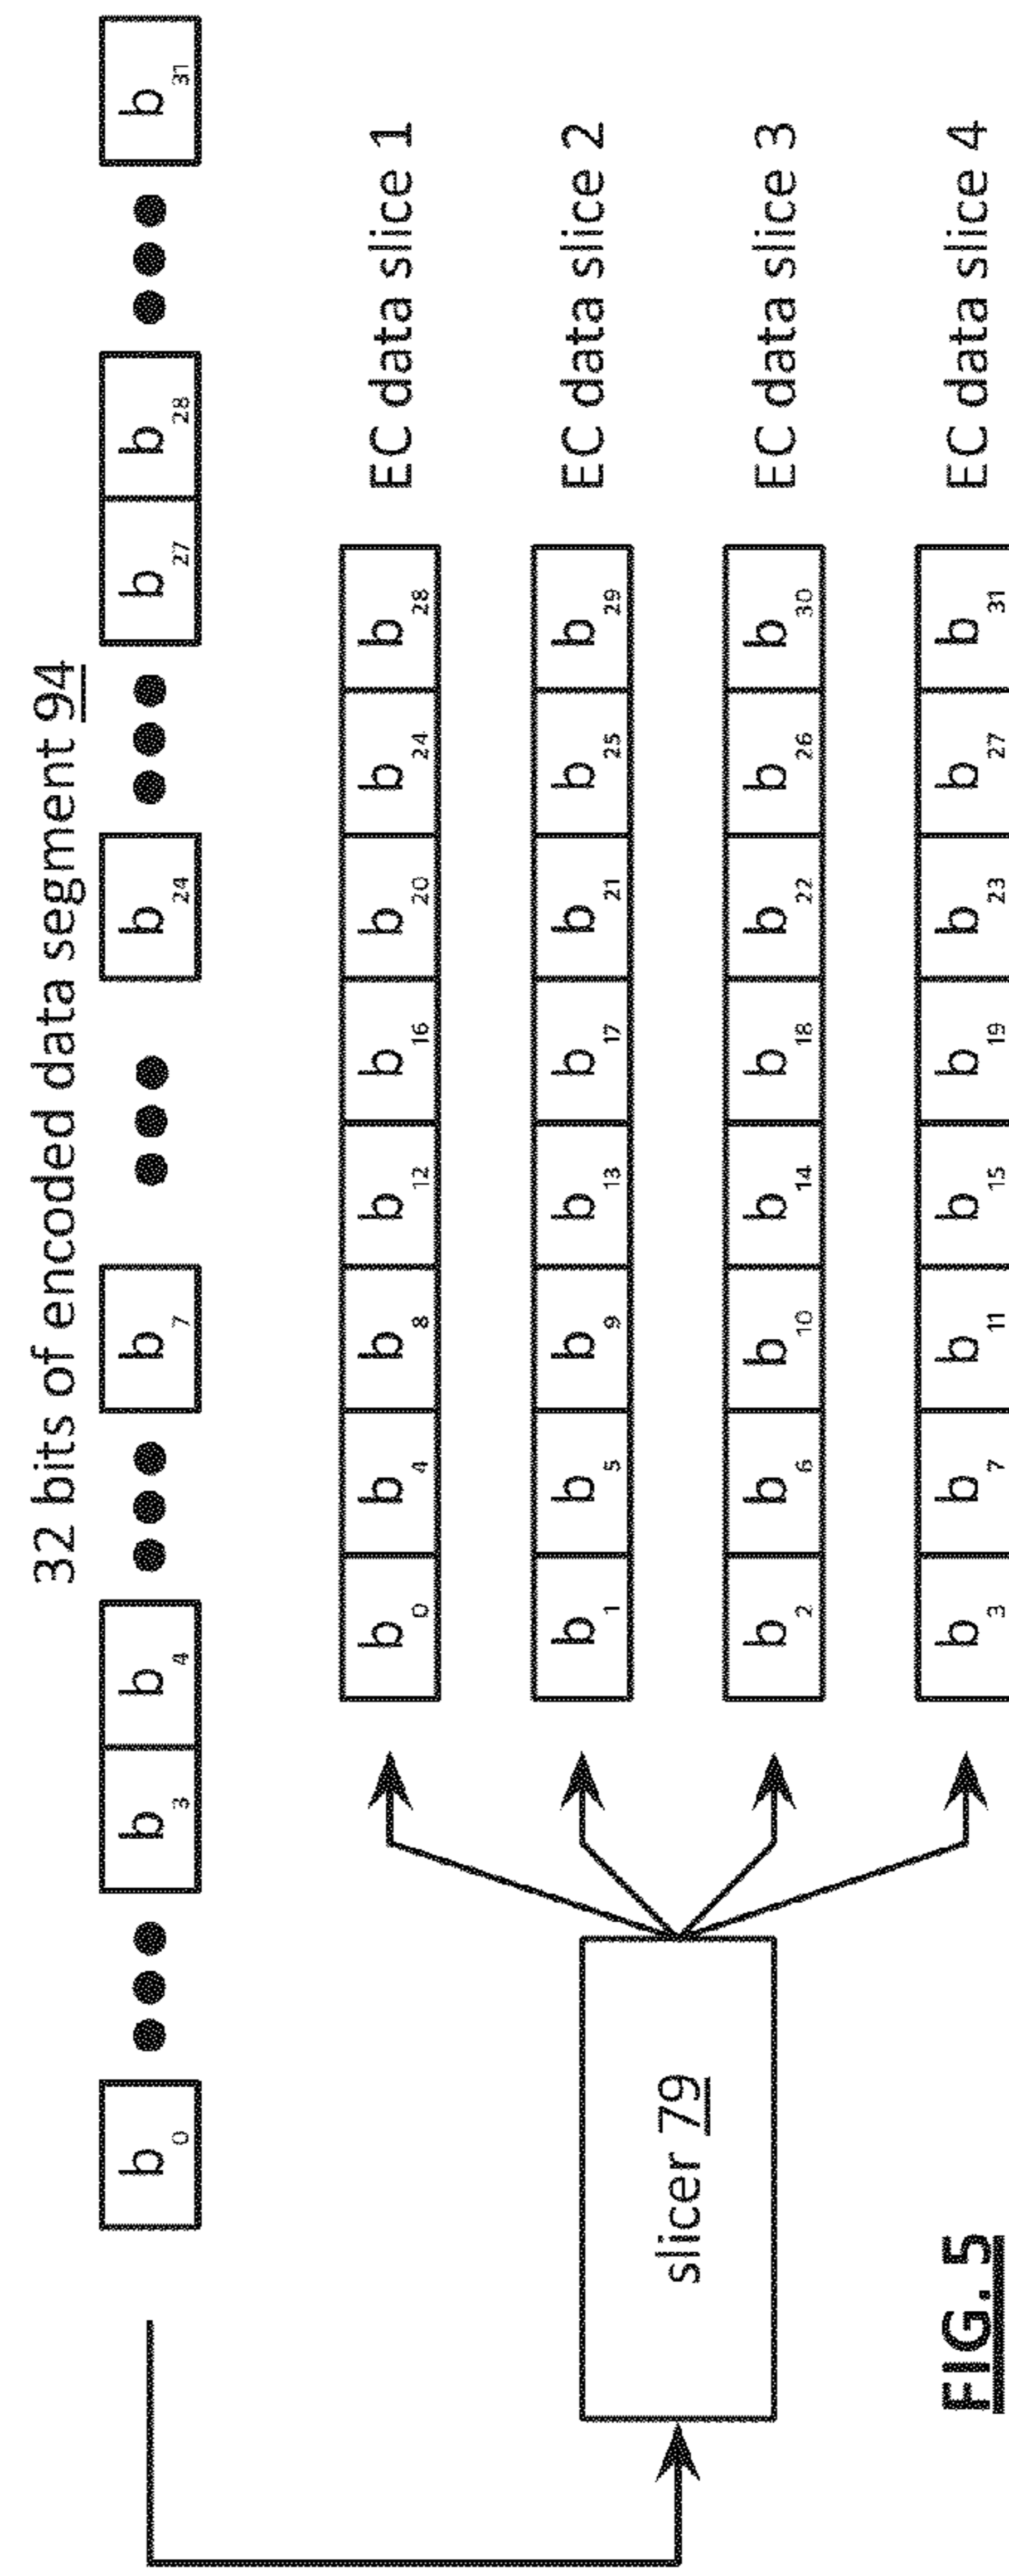 32 bits of encoded data segment 94
b0 b3 b4 b7 b24 b27 b28 b31
b0 b4 b8 b12 b16 b20 b24 b28 EC data slice 1
b1 b5 b9 b13 b17 b21 b25 b29 EC data slice 2
slicer 79
b2 b6 b10 b14 b18 b22 b26 b30 EC data slice 3
b3 b7 b11 b15 b19 b23 b27 b31 EC data slice 4
FIG. 5